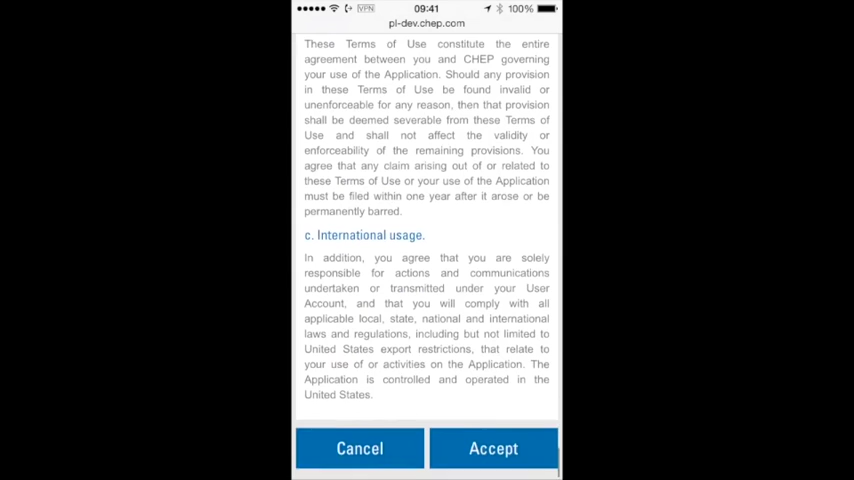 VPN 09:41 100%
pl-dev.chep.com
These Terms of Use constitute the entire
agreement between you and CHEP governing
your use of the Application. Should any provision
in these Terms of Use be found invalid or
unenforceable for any reason, then that provision
shall be deemed severable from these Terms of
Use and shall not affect the validity or
enforceability of the remaining provisions. You
agree that any claim arising out of or related to
these Terms of Use or your use of the Application
must be filed within one year after it arose or be
permanently barred.
c. International usage.
In addition, you agree that you are solely
responsible for actions and communications
undertaken or transmitted under your User
Account, and that you will comply with all
applicable local, state, national and international
laws and regulations, including but not limited to
United States export restrictions, that relate to
your use of or activities on the Application. The
Application is controlled and operated in the
United States.
Cancel Accept